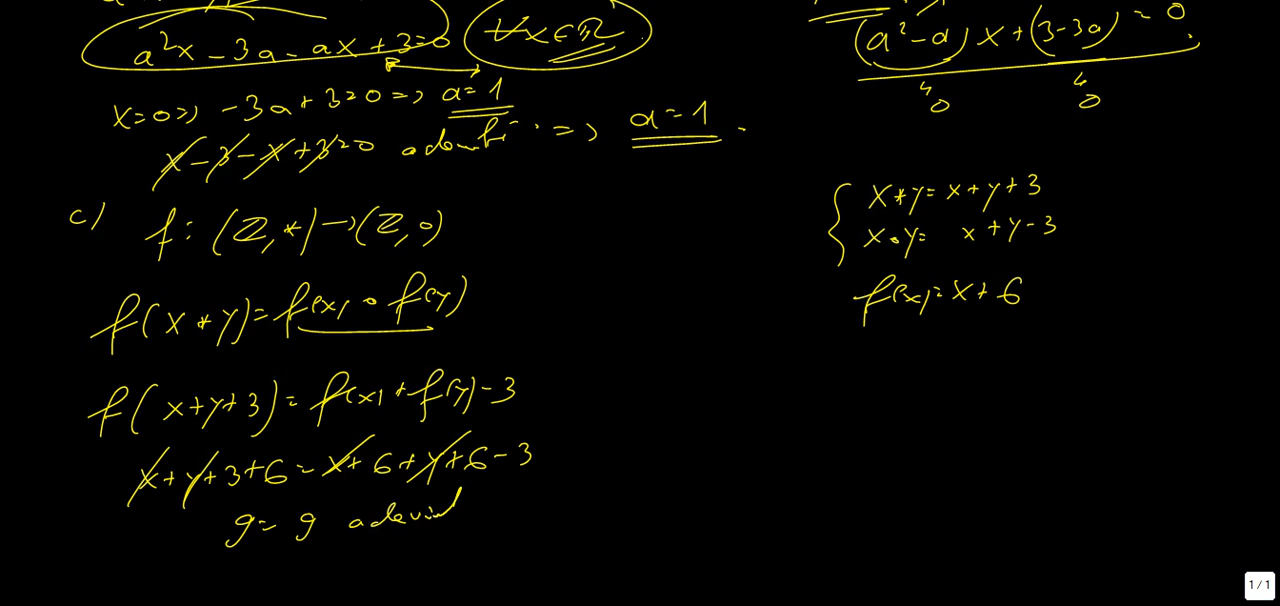 a²x - 3a - ax + 3 = 0 ∀x∈ℝ
x=0 => -3a + 3 = 0 => a = 1
x - 3 - x + 3 = 0 => a = 1
(a² - a) x + (3 - 3a) = 0
0 0
c) f: (ℤ, *) → (ℤ, ∘)
f(x * y) = f(x) ∘ f(y)
f(x+y+3) = f(x) + f(y) - 3
x + y + 3 + 6 = x + 6 + y + 6 - 3
9 = 9 adevărat
x * y = x + y + 3
x ∘ y = x + y - 3
f(x) = x + 6
1 / 1